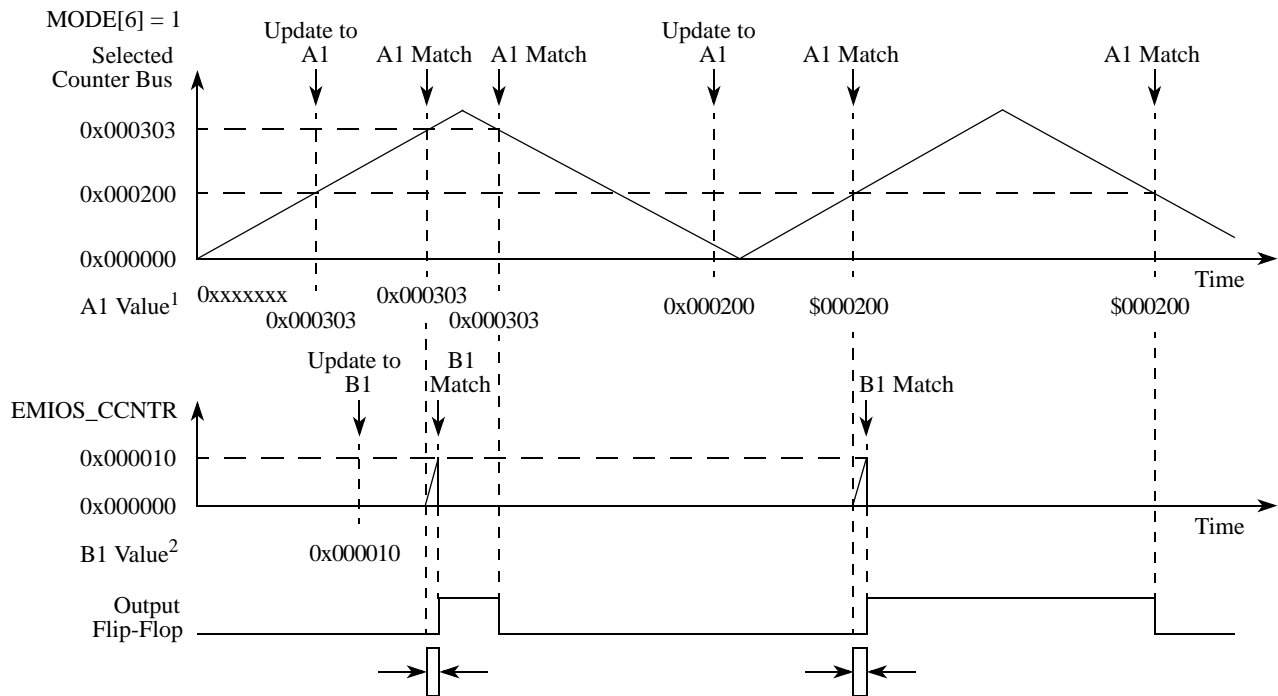 MODE[6] = 1
Update to
A1
A1 Match
A1 Match
Update to
A1
A1 Match
A1 Match
Selected
Counter Bus
0x000303
0x000200
0x000000
Time
A1 Value1
0xxxxxxx
0x000303
0x000303
0x000303
0x000200
$000200
$000200
Update to
B1
B1
Match
B1 Match
EMIOS_CCNTR
0x000010
0x000000
Time
B1 Value2
0x000010
Output
Flip-Flop